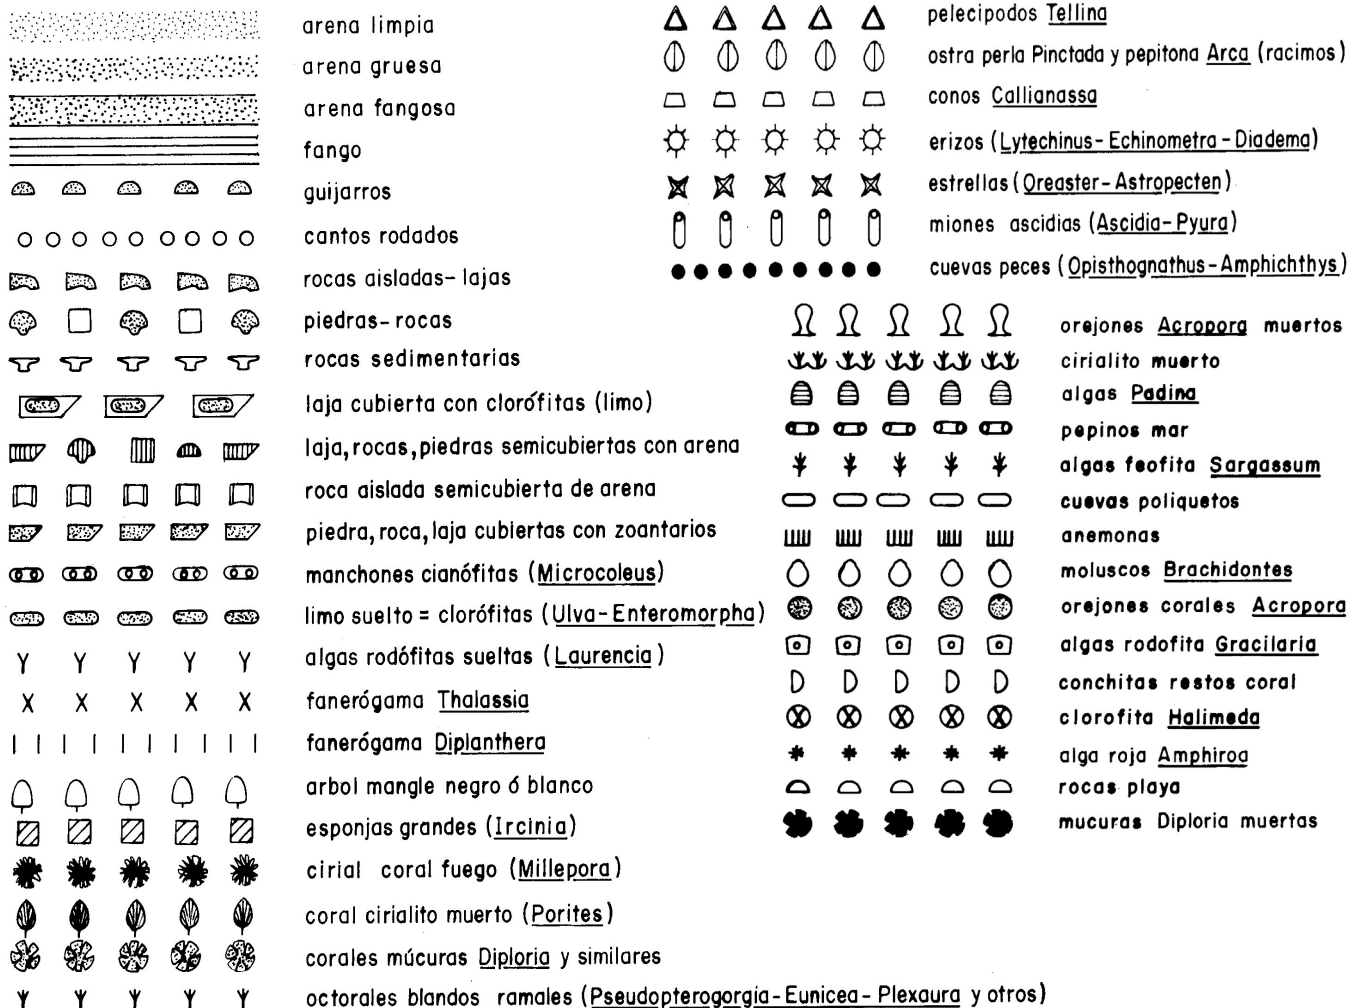 arena limpia
arena gruesa
arena fangosa
fango
guijarros
cantos rodados
rocas aisladas-lajas
piedras-rocas
rocas sedimentarias
laja cubierta con clorófitas (limo)
laja, rocas, piedras semicubiertas con arena
roca aislada semicubierta de arena
piedra, roca, laja cubiertas con zoantarios
manchones cianófitas (Microcoleus)
limo suelto = clorófitas (Ulva-Enteromorpha)
algas rodófitas sueltas (Laurencia)
fanerógama Thalassia
fanerógama Diplanthera
arbol mangle negro ó blanco
esponjas grandes (Ircinia)
cirial coral fuego (Millepora)
coral cirialito muerto (Porites)
corales múcuras Diploria y similares
octorales blandos ramales (Pseudopterogorgia-Eunicea-Plexaura y otros)
pelecipodos Tellina
ostra perla Pinctada y pepitona Arca (racimos)
conos Callianassa
erizos (Lytechinus-Echinometra-Diadema)
estrellas (Oreaster-Astropecten)
miones ascidias (Ascidia-Pyura)
cuevas peces (Opisthognathus-Amphichthys)
orejones Acropora muertos
cirialito muerto
algas Padina
pepinos mar
algas feofita Sargassum
cuevas poliquetos
anemonas
moluscos Brachidontes
orejones corales Acropora
algas rodofita Gracilaria
conchitas restos coral
clorofita Halimeda
alga roja Amphiroa
rocas playa
mucuras Diploria muertas